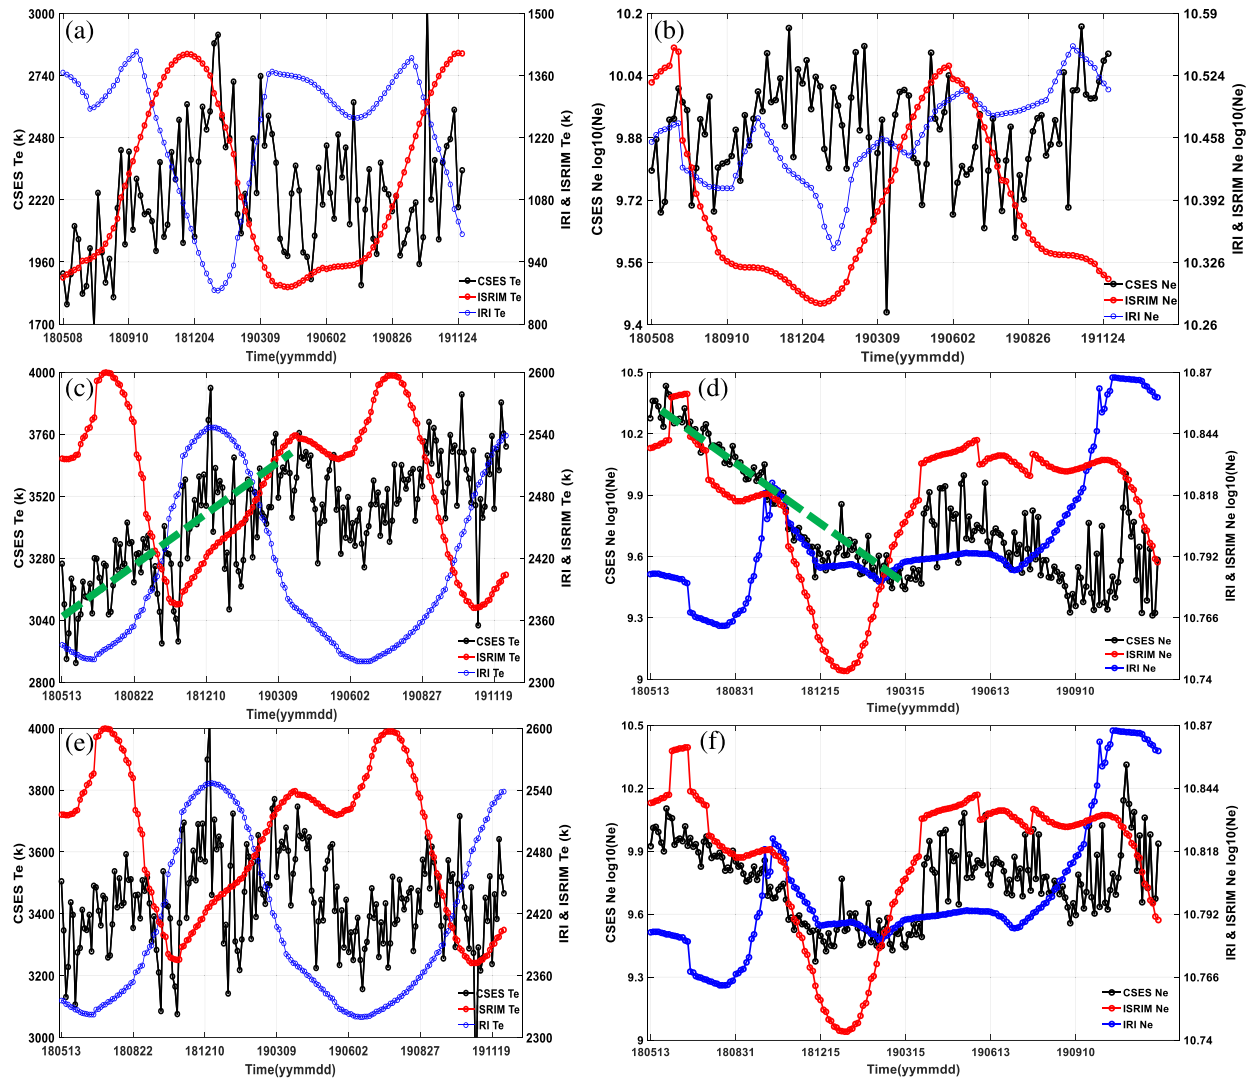 (a)
3000
2740
2480
2220
1960
1700
CSES Te (k)
1500
1360
1220
1080
940
800
IRI & ISRIM Te (k)
CSES Te
ISRIM Te
IRI Te
180508
180910
181204
190309
190602
190826
191124
Time(yymmdd)
(b)
10.2
10.04
9.88
9.72
9.56
9.4
CSES Ne log10(Ne)
10.59
10.524
10.458
10.392
10.326
10.26
IRI & ISRIM Ne log10(Ne)
CSES Ne
ISRIM Ne
IRI Ne
180508
180910
181204
190309
190602
190826
191124
Time(yymmdd)
(c)
4000
3760
3520
3280
3040
2800
CSES Te (k)
2600
2540
2480
2420
2360
2300
IRI & ISRIM Te (k)
CSES Te
ISRIM Te
IRI Te
180513
180822
181210
190309
190602
190827
191119
Time(yymmdd)
(d)
10.5
10.2
9.9
9.6
9.3
9
CSES Ne log10(Ne)
10.87
10.844
10.818
10.792
10.766
10.74
IRI & ISRIM Ne log10(Ne)
CSES Ne
ISRIM Ne
IRI Ne
180513
180831
181215
190315
190613
190910
Time(yymmdd)
(e)
4000
3800
3600
3400
3200
3000
CSES Te (k)
2600
2540
2480
2420
2360
2300
IRI & ISRIM Te (k)
CSES Te
ISRIM Te
IRI Te
180513
180822
181210
190309
190602
190827
191119
Time(yymmdd)
(f)
10.5
10.2
9.9
9.6
9.3
9
CSES Ne log10(Ne)
10.87
10.844
10.818
10.792
10.766
10.74
IRI & ISRIM Ne log10(Ne)
CSES Ne
ISRIM Ne
IRI Ne
180513
180831
181215
190315
190613
190910
Time(yymmdd)